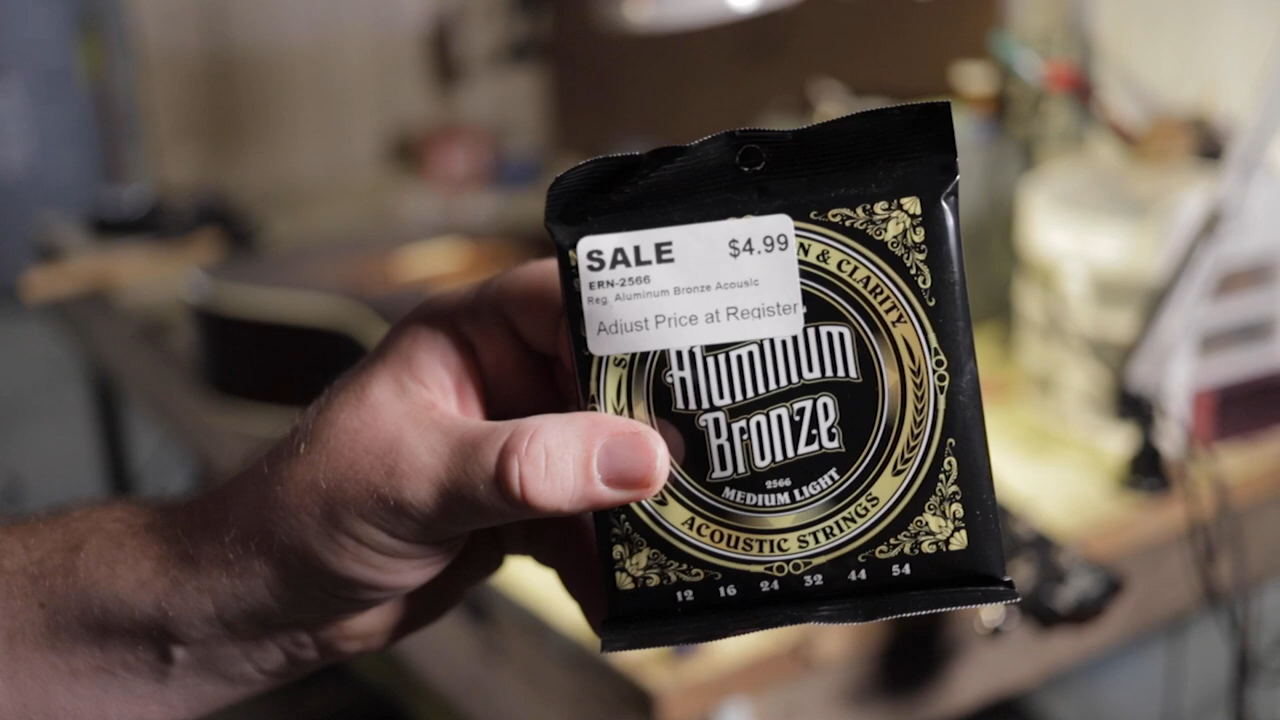 SALE $4.99
ERN-2566
Reg. Aluminum Bronze Acousic
Adjust Price at Register
N & CLARITY
Aluminum
Bronze
2566
MEDIUM LIGHT
ACOUSTIC STRINGS
12 16 24 32 44 54